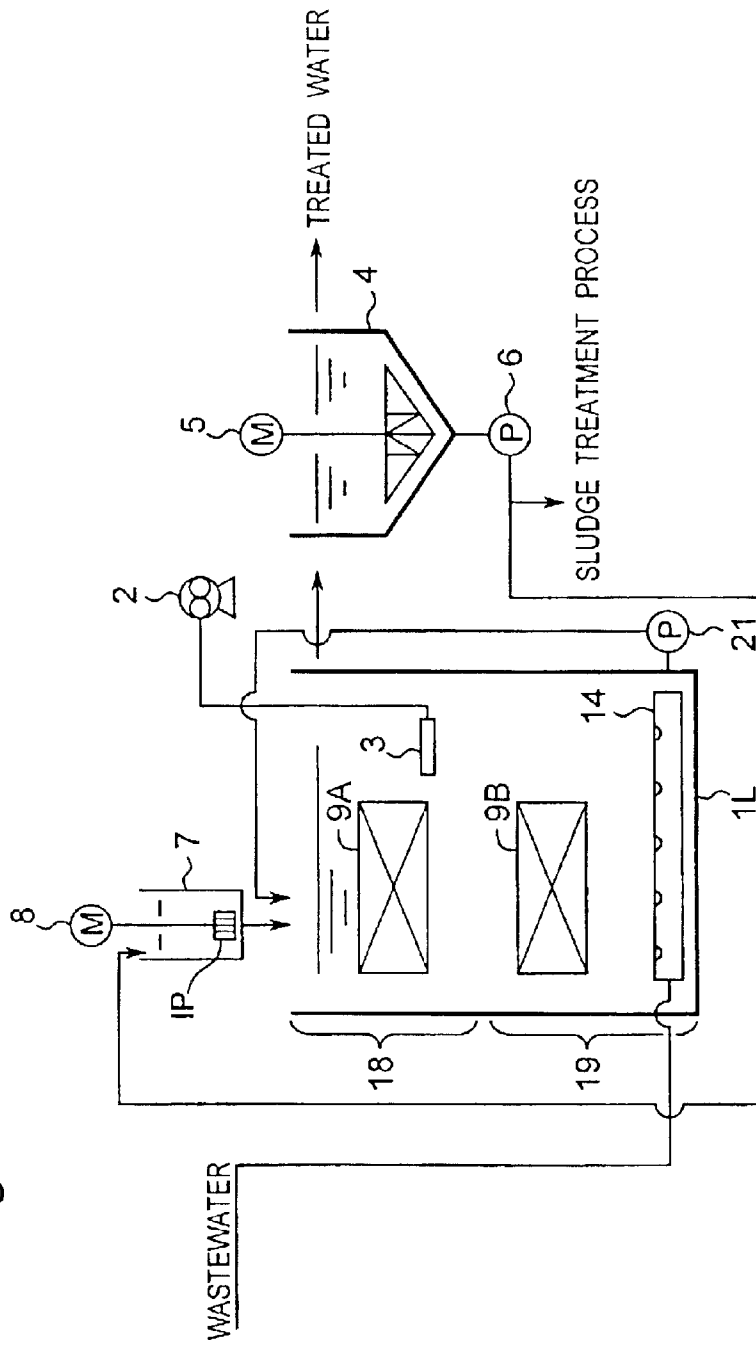 8
M
7
IP
2
5
M
TREATED WATER
4
P
6
SLUDGE TREATMENT PROCESS
9A
3
9B
14
P
21
1L
18
19
WASTEWATER